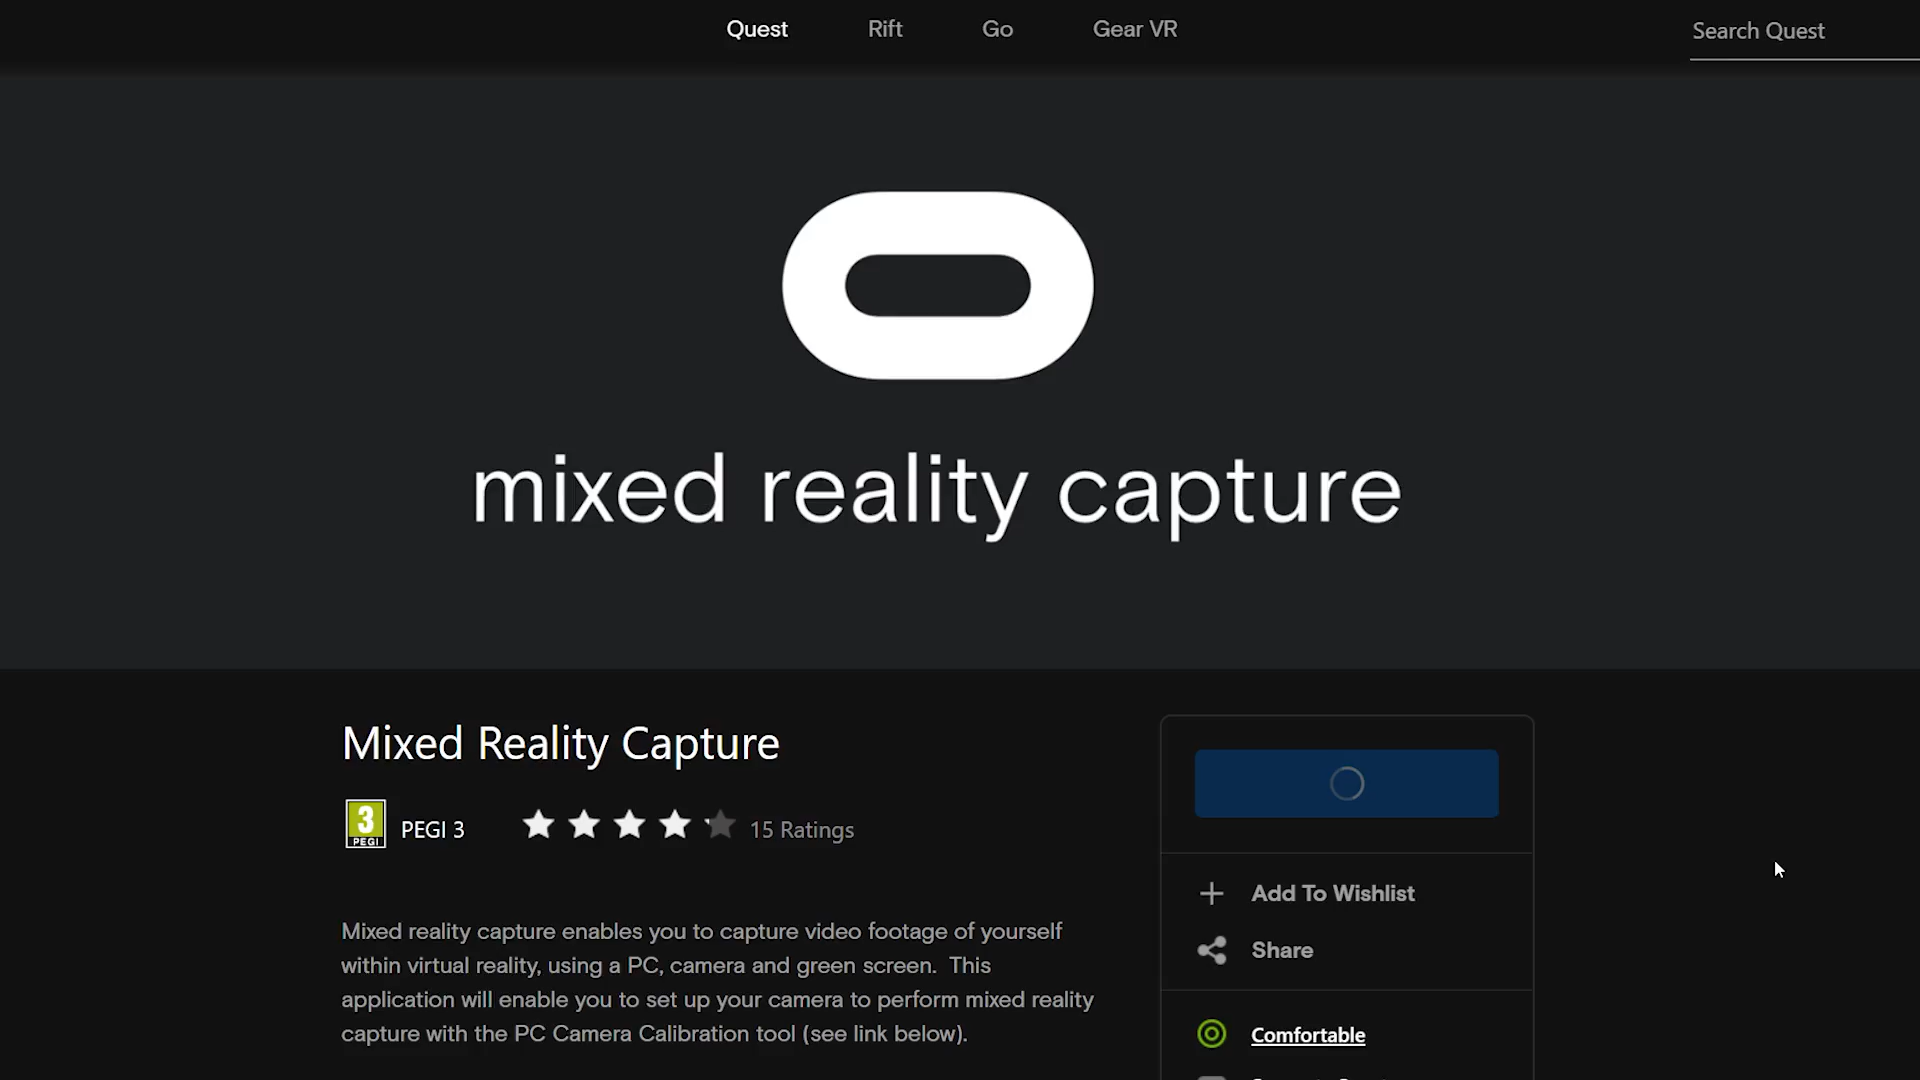 Quest Rift Go Gear VR Search Quest
mixed reality capture
Mixed Reality Capture
3
PEGI
PEGI 3
15 Ratings
Mixed reality capture enables you to capture video footage of yourself
within virtual reality, using a PC, camera and green screen. This
application will enable you to set up your camera to perform mixed reality
capture with the PC Camera Calibration tool (see link below).
Add To Wishlist
Share
Comfortable